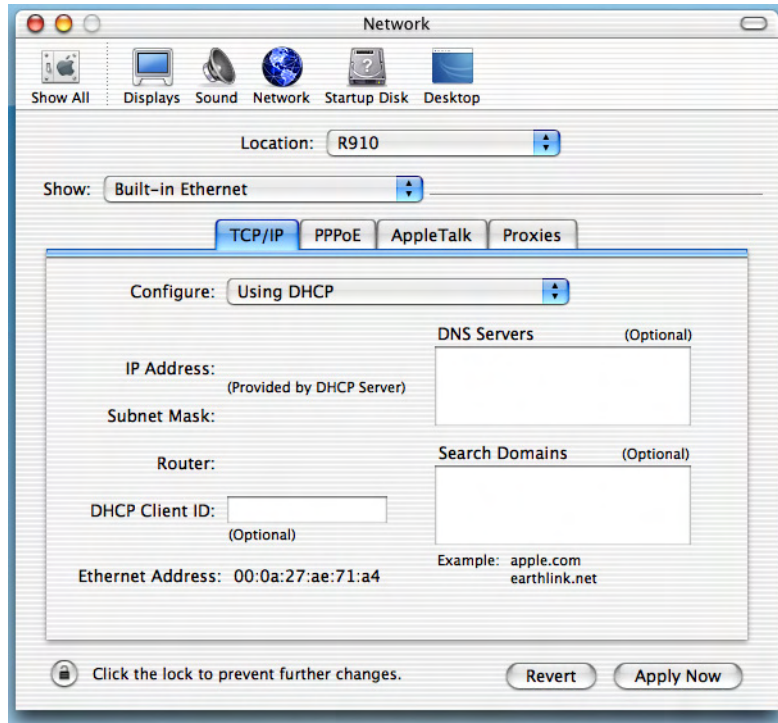 Network
Show All Displays Sound Network Startup Disk Desktop
Location: R910
Show: Built-in Ethernet
TCP/IP PPPoE AppleTalk Proxies
Configure: Using DHCP
DNS Servers (Optional)
IP Address:
(Provided by DHCP Server)
Subnet Mask:
Router:
Search Domains (Optional)
DHCP Client ID:
(Optional)
Example: apple.com
earthlink.net
Ethernet Address: 00:0a:27:ae:71:a4
Click the lock to prevent further changes.
Revert Apply Now